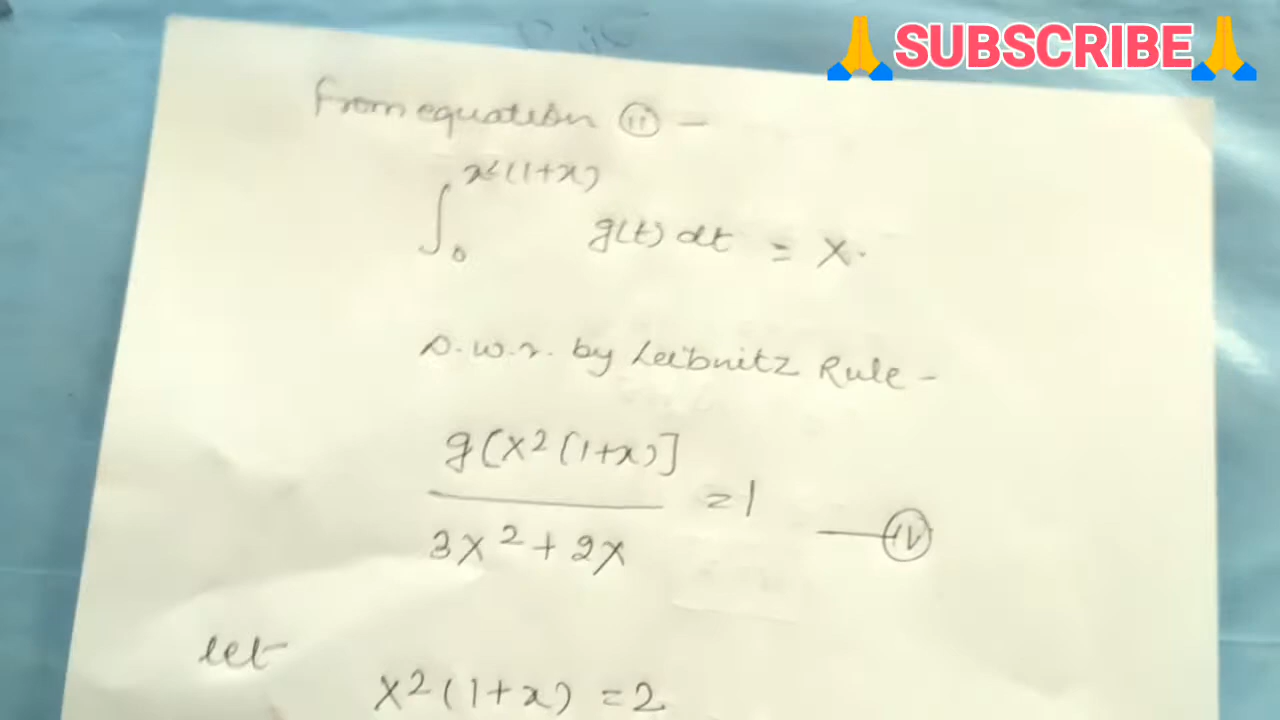 🙏SUBSCRIBE🙏
From equation (ii) -
∫₀^{x²(1+x)} g(t) dt = x.
D.w.r. by Leibnitz Rule -
g[x²(1+x)]
/ 3x² + 2x = 1 — (iv)
let
x²(1+x) = 2